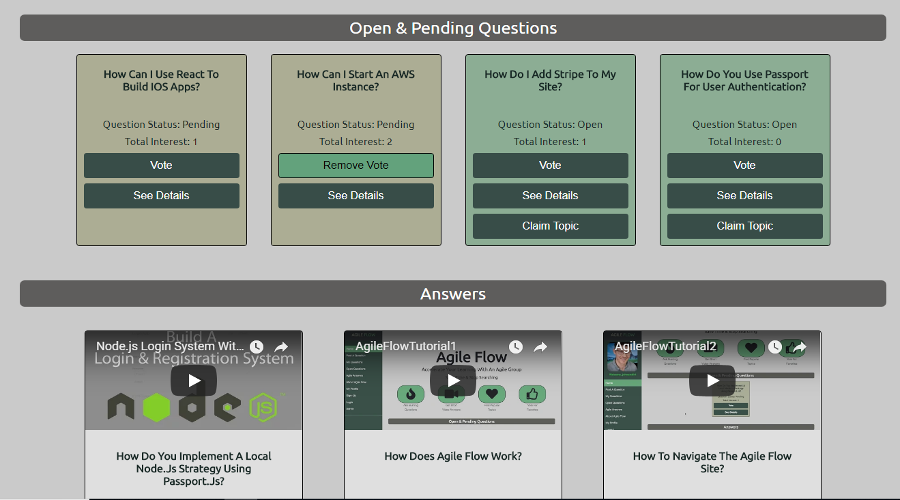 Open & Pending Questions
How Can I Use React To
Build IOS Apps?
Question Status: Pending
Total Interest: 1
Vote
See Details
How Can I Start An AWS
Instance?
Question Status: Pending
Total Interest: 2
Remove Vote
See Details
How Do I Add Stripe To My
Site?
Question Status: Open
Total Interest: 1
Vote
See Details
Claim Topic
How Do You Use Passport
For User Authentication?
Question Status: Open
Total Interest: 0
Vote
See Details
Claim Topic
Answers
Build A
Node.js Login System Wit...
Login & Registration System
node
JS
How Do You Implement A Local
Node.Js Strategy Using
Passport.Js?
AgileFlowTutorial1
Agile Flow
Open & Pending Questions
How Does Agile Flow Work?
AgileFlowTutorial2
Answers
How To Navigate The Agile Flow
Site?